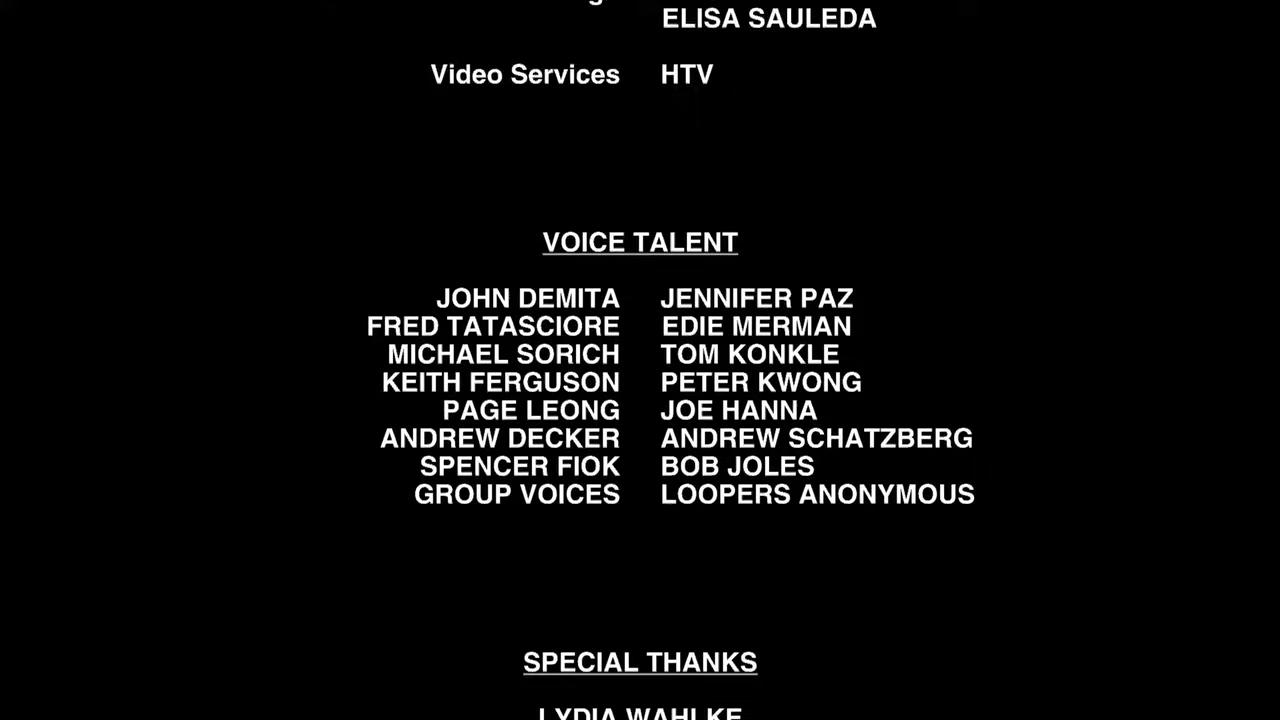 ELISA SAULEDA
Video Services HTV
VOICE TALENT
JOHN DEMITA JENNIFER PAZ
FRED TATASCIORE EDIE MERMAN
MICHAEL SORICH TOM KONKLE
KEITH FERGUSON PETER KWONG
PAGE LEONG JOE HANNA
ANDREW DECKER ANDREW SCHATZBERG
SPENCER FIOK BOB JOLES
GROUP VOICES LOOPERS ANONYMOUS
SPECIAL THANKS
LYDIA WAHLKE